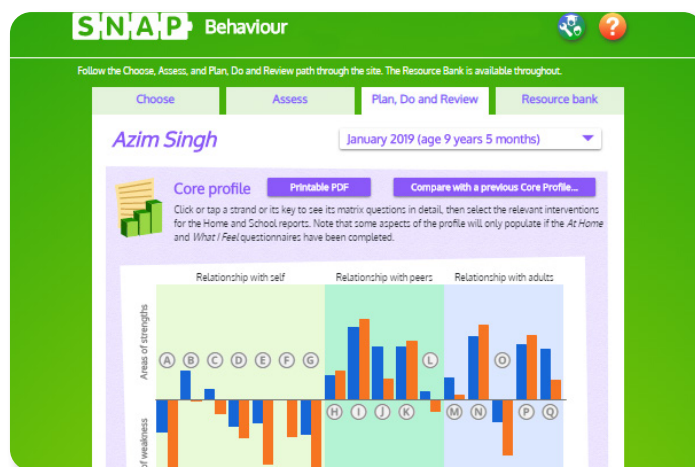 SNAP Behaviour
?
Follow the Choose, Assess, and Plan, Do and Review path through the site. The Resource Bank is available throughout.
Choose Assess Plan, Do and Review Resource bank
Azim Singh January 2019 (age 9 years 5 months)
Core profile Printable PDF Compare with a previous Core Profile...
Click or tap a strand or its key to see its matrix questions in detail, then select the relevant interventions
for the Home and School reports. Note that some aspects of the profile will only populate if the At Home
and What I Feel questionnaires have been completed.
Relationship with self Relationship with peers Relationship with adults
Areas of strengths
A B C D E F G L O
H I J K M N P Q
of weakness